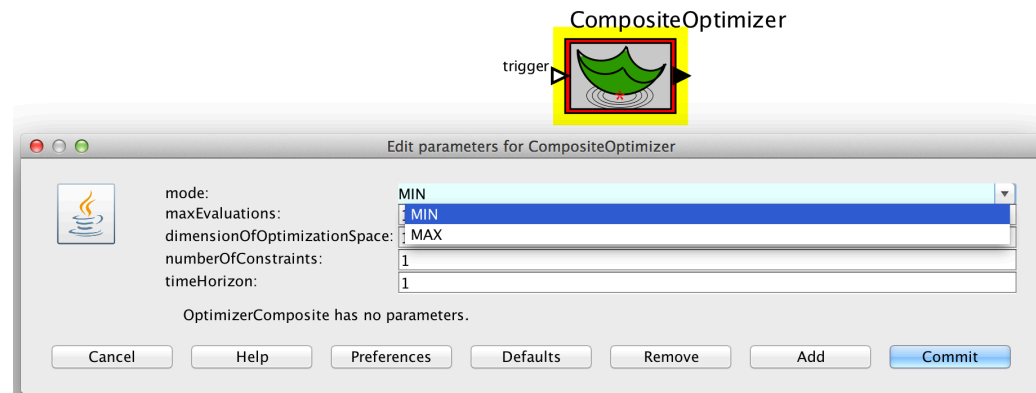 CompositeOptimizer
trigger
Edit parameters for CompositeOptimizer
mode: MIN
maxEvaluations:
MIN
dimensionOfOptimizationSpace:
MAX
numberOfConstraints: 1
timeHorizon: 1
OptimizerComposite has no parameters.
Cancel Help Preferences Defaults Remove Add Commit